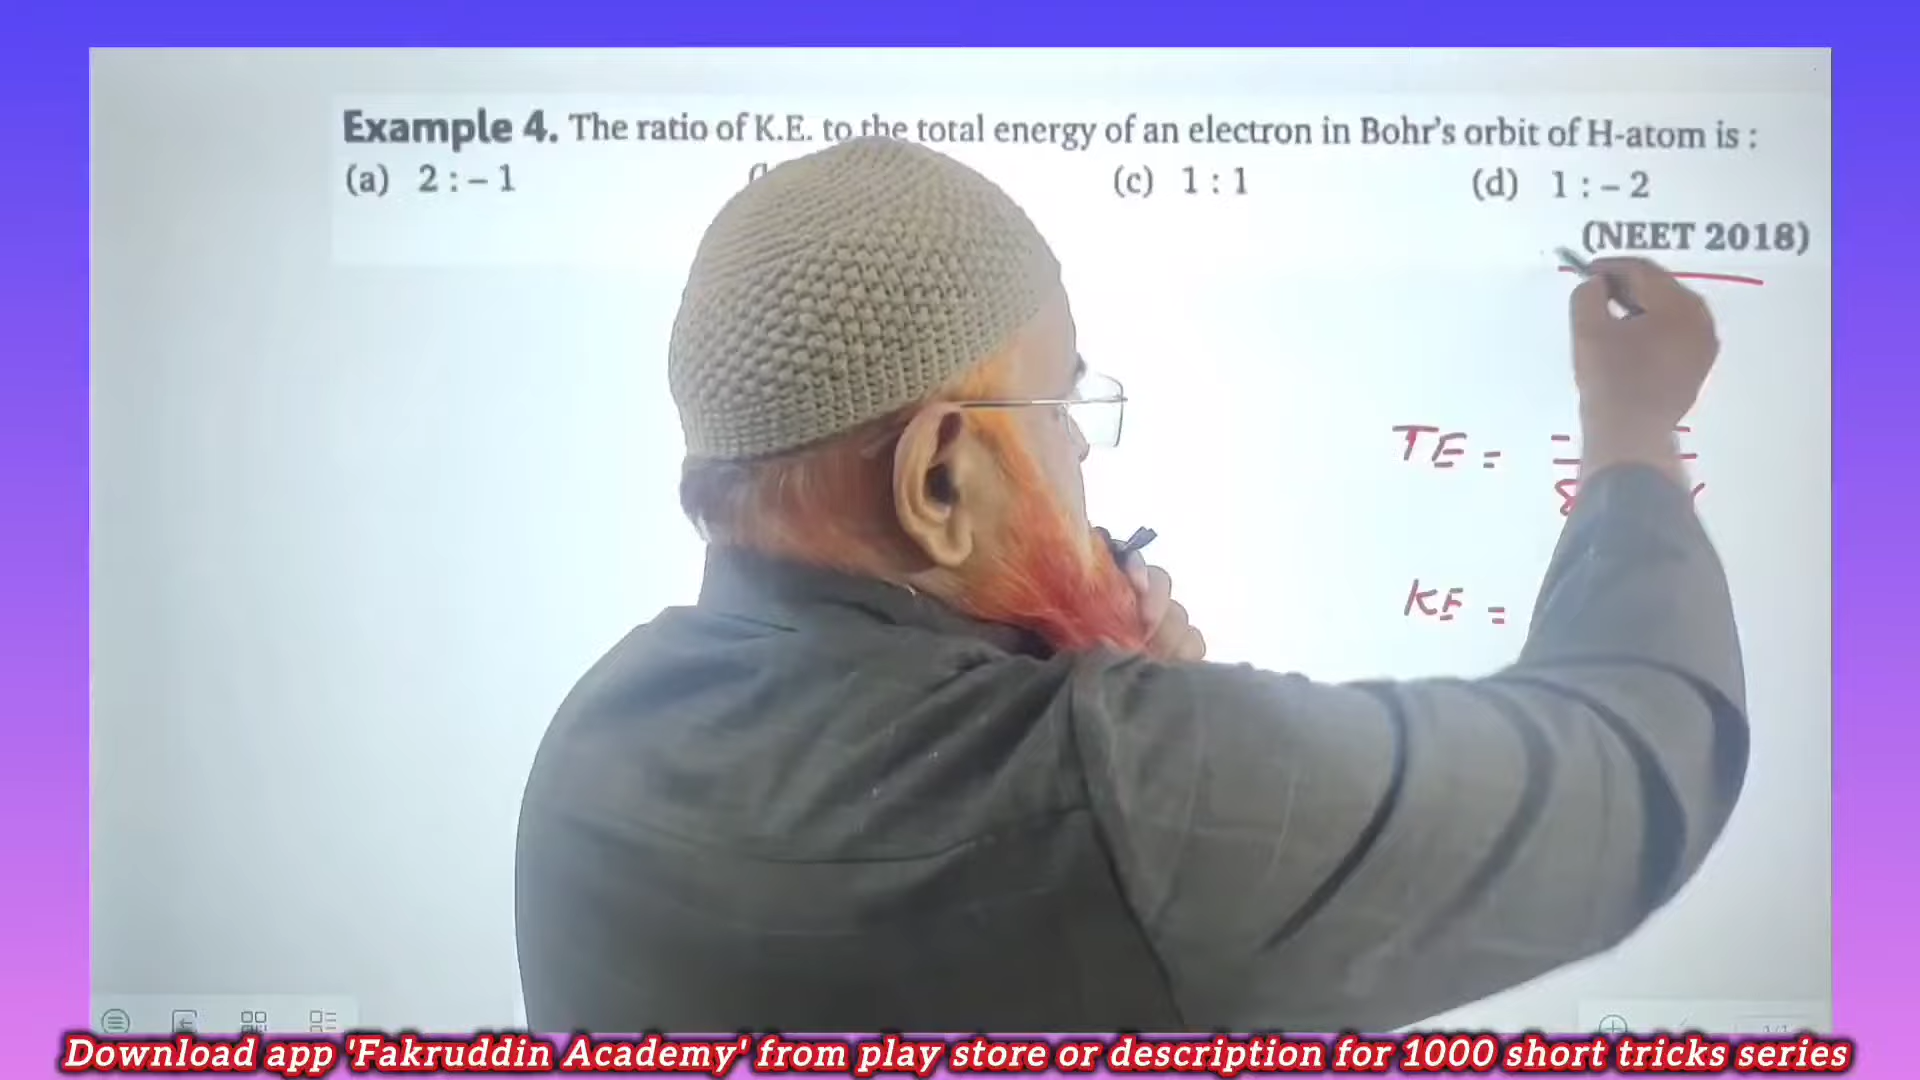 Example 4. The ratio of K.E. to the total energy of an electron in Bohr's orbit of H-atom is :
(a) 2 : – 1 (c) 1 : 1 (d) 1 : – 2
(NEET 2018)
TE =
KE =
Download app 'Fakruddin Academy' from play store or description for 1000 short tricks series